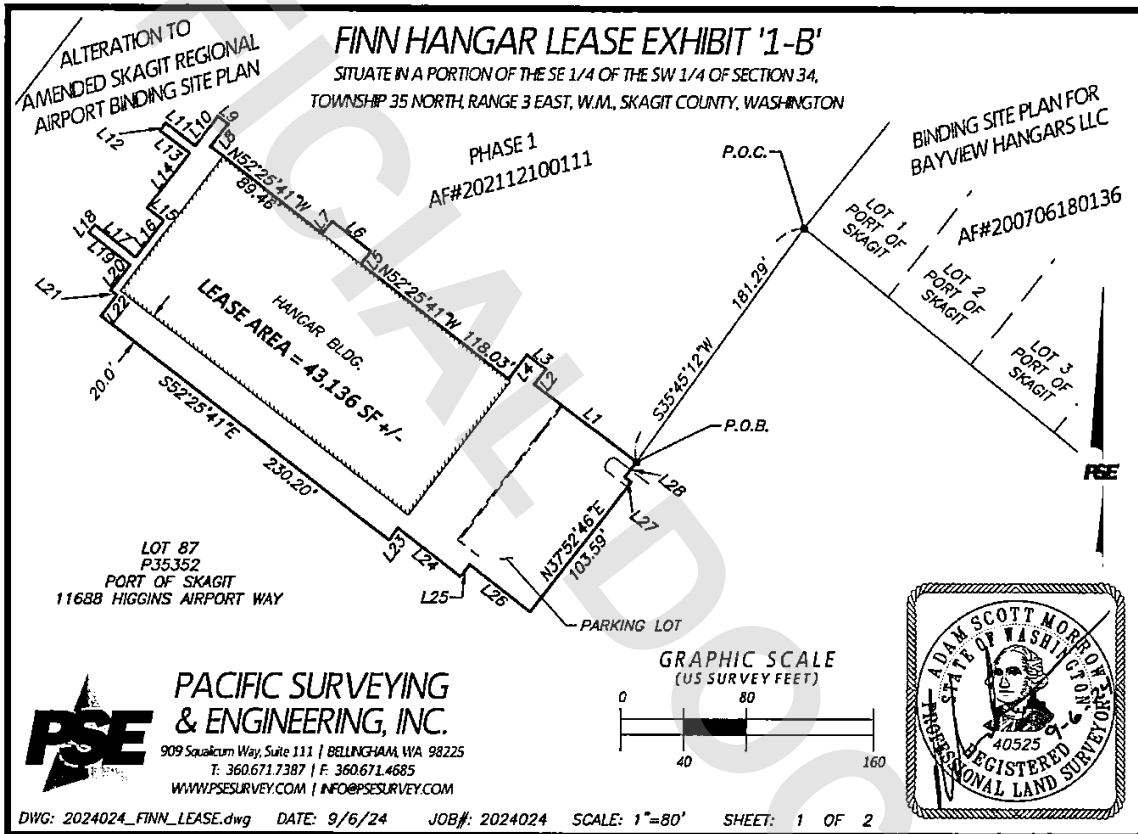 ALTERATION TO
AMENDED SKAGIT REGIONAL
AIRPORT BINDING SITE PLAN
FINN HANGAR LEASE EXHIBIT '1-B'
SITUATE IN A PORTION OF THE SE 1/4 OF THE SW 1/4 OF SECTION 34,
TOWNSHIP 35 NORTH, RANGE 3 EAST, W.M., SKAGIT COUNTY, WASHINGTON
PHASE 1
AF#202112100111
P.O.C.
BINDING SITE PLAN FOR
BAYVIEW HANGARS LLC
AF#200706180136
LOT 1
PORT OF
SKAGIT
LOT 2
PORT OF
SKAGIT
LOT 3
PORT OF
SKAGIT
L9
L10
L11
L12
L8
L13
L14
L15
L16
L17
L18
L19
L20
L21
L22
N52°25'41"W
89.48'
L7
L6
L5
N52°25'41"W 118.03'
L4
L3
L2
L1
S35°45'12"W
181.29'
P.O.B.
L28
L27
N37°52'46"E
103.59'
HANGAR BLDG.
LEASE AREA = 43,136 SF +/-
20.0'
S52°25'41"E
230.20'
L23
L24
L25
L26
PARKING LOT
LOT 87
P35352
PORT OF SKAGIT
11688 HIGGINS AIRPORT WAY
PSE
PSE
PACIFIC SURVEYING
& ENGINEERING, INC.
909 Squalicum Way, Suite 111 | BELLINGHAM, WA 98225
T: 360.671.7387 | F: 360.671.4685
WWW.PSESURVEY.COM | INFO@PSESURVEY.COM
GRAPHIC SCALE
(US SURVEY FEET)
0 80
40 160
ADAM SCOTT MORROW
STATE OF WASHINGTON
40525
REGISTERED
PROFESSIONAL LAND SURVEYOR
9-6
DWG: 2024024_FINN_LEASE.dwg DATE: 9/6/24 JOB#: 2024024 SCALE: 1"=80' SHEET: 1 OF 2